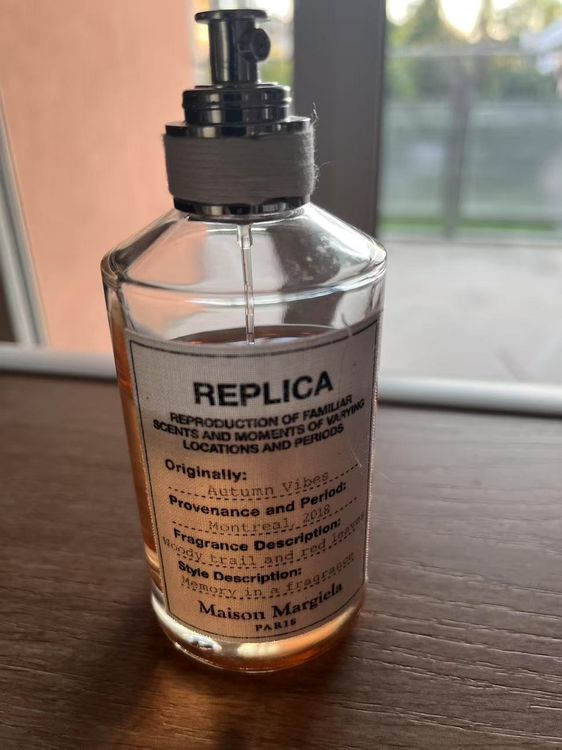 REPLICA
REPRODUCTION OF FAMILIAR
SCENTS AND MOMENTS OF VARYING
LOCATIONS AND PERIODS
Originally:
Autumn Vibes
Provenance and Period:
Montreal, 2018
Fragrance Description:
Woody trail and red leaves
Style Description:
Memory in a fragrance
Maison Margiela
PARIS